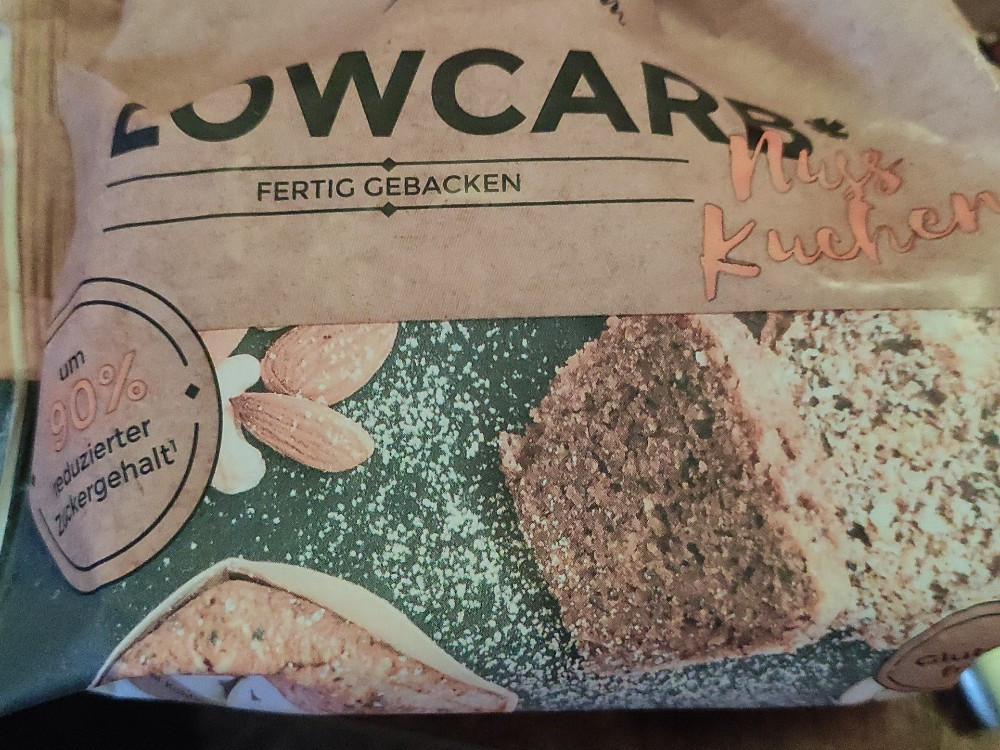 LOWCARB*
FERTIG GEBACKEN
Nuss
Kuchen
um
90%
reduzierter
zuckergehalt¹